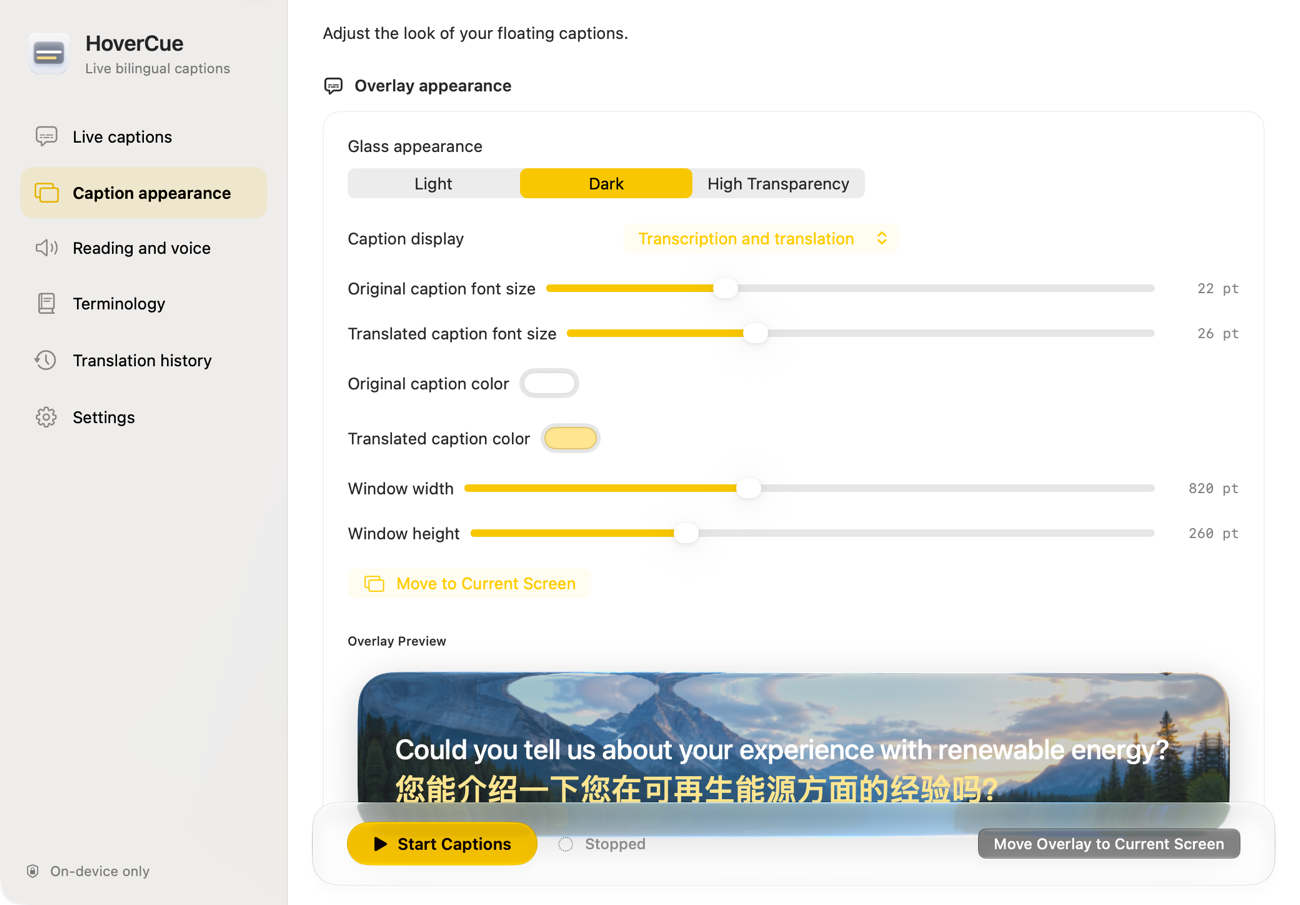 HoverCue
Live bilingual captions
Live captions
Caption appearance
Reading and voice
Terminology
Translation history
Settings
On-device only
Adjust the look of your floating captions.
Overlay appearance
Glass appearance
Light
Dark
High Transparency
Caption display
Transcription and translation
Original caption font size
22 pt
Translated caption font size
26 pt
Original caption color
Translated caption color
Window width
820 pt
Window height
260 pt
Move to Current Screen
Overlay Preview
Could you tell us about your experience with renewable energy?
您能介绍一下您在可再生能源方面的经验吗?
Start Captions
Stopped
Move Overlay to Current Screen